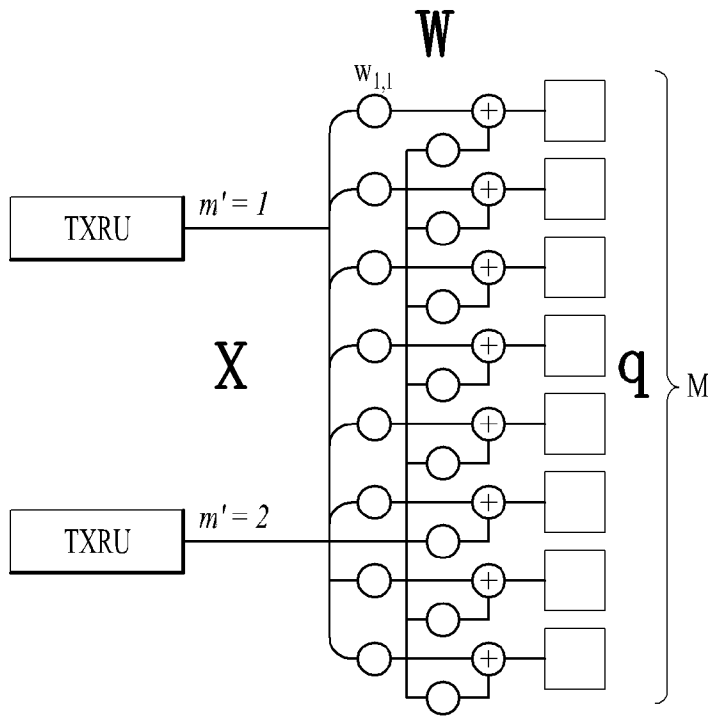 W
w1,1
TXRU
m' = 1
X
q
M
TXRU
m' = 2
+
+
+
+
+
+
+
+